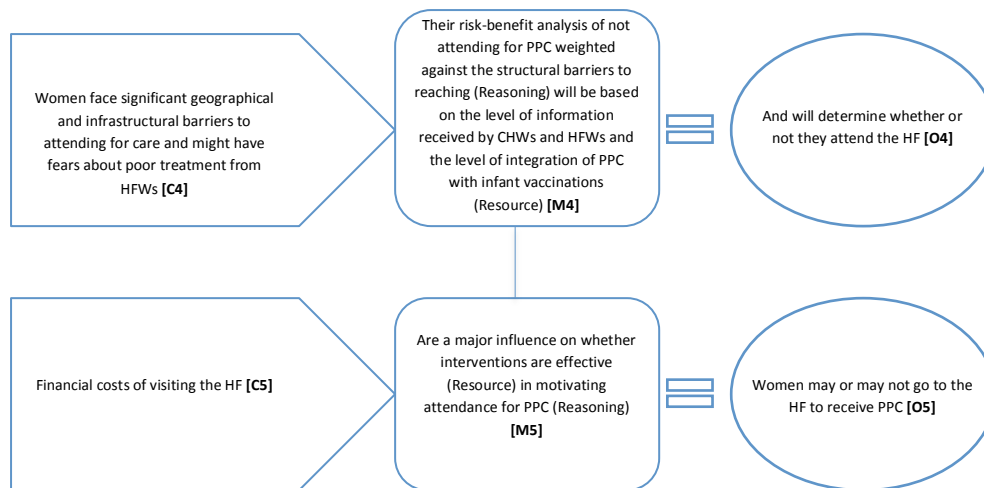 Women face significant geographical
and infrastructural barriers to
attending for care and might have
fears about poor treatment from
HFWs [C4]
Their risk-benefit analysis of not
attending for PPC weighted
against the structural barriers to
reaching (Reasoning) will be based
on the level of information
received by CHWs and HFWs and
the level of integration of PPC
with infant vaccinations
(Resource) [M4]
And will determine whether or
not they attend the HF [O4]
Financial costs of visiting the HF [C5]
Are a major influence on whether
interventions are effective
(Resource) in motivating
attendance for PPC (Reasoning)
[M5]
Women may or may not go to the
HF to receive PPC [O5]